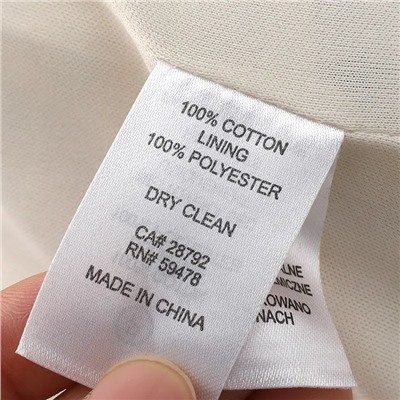 100% COTTON
LINING
100% POLYESTER
DRY CLEAN
CA# 28792
RN# 59478
MADE IN CHINA